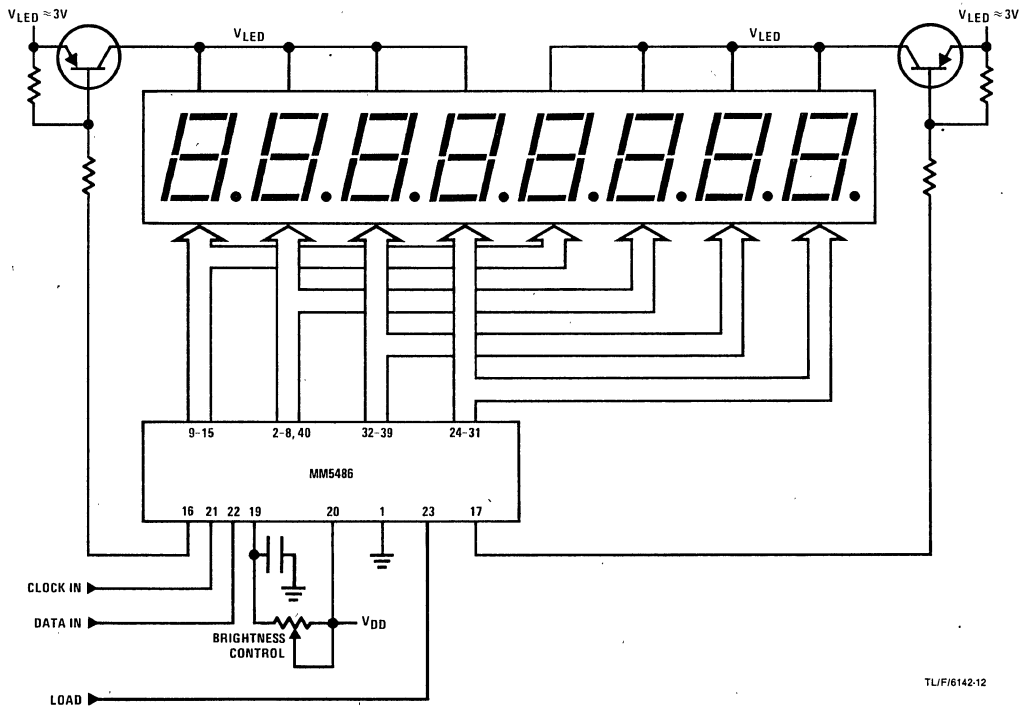 V_LED ≈ 3V
V_LED
V_LED
V_LED ≈ 3V
9-15
2-8, 40
32-39
24-31
MM5486
16
21
22
19
20
1
23
17
CLOCK IN
DATA IN
V_DD
BRIGHTNESS
CONTROL
LOAD
TL/F/6142-12